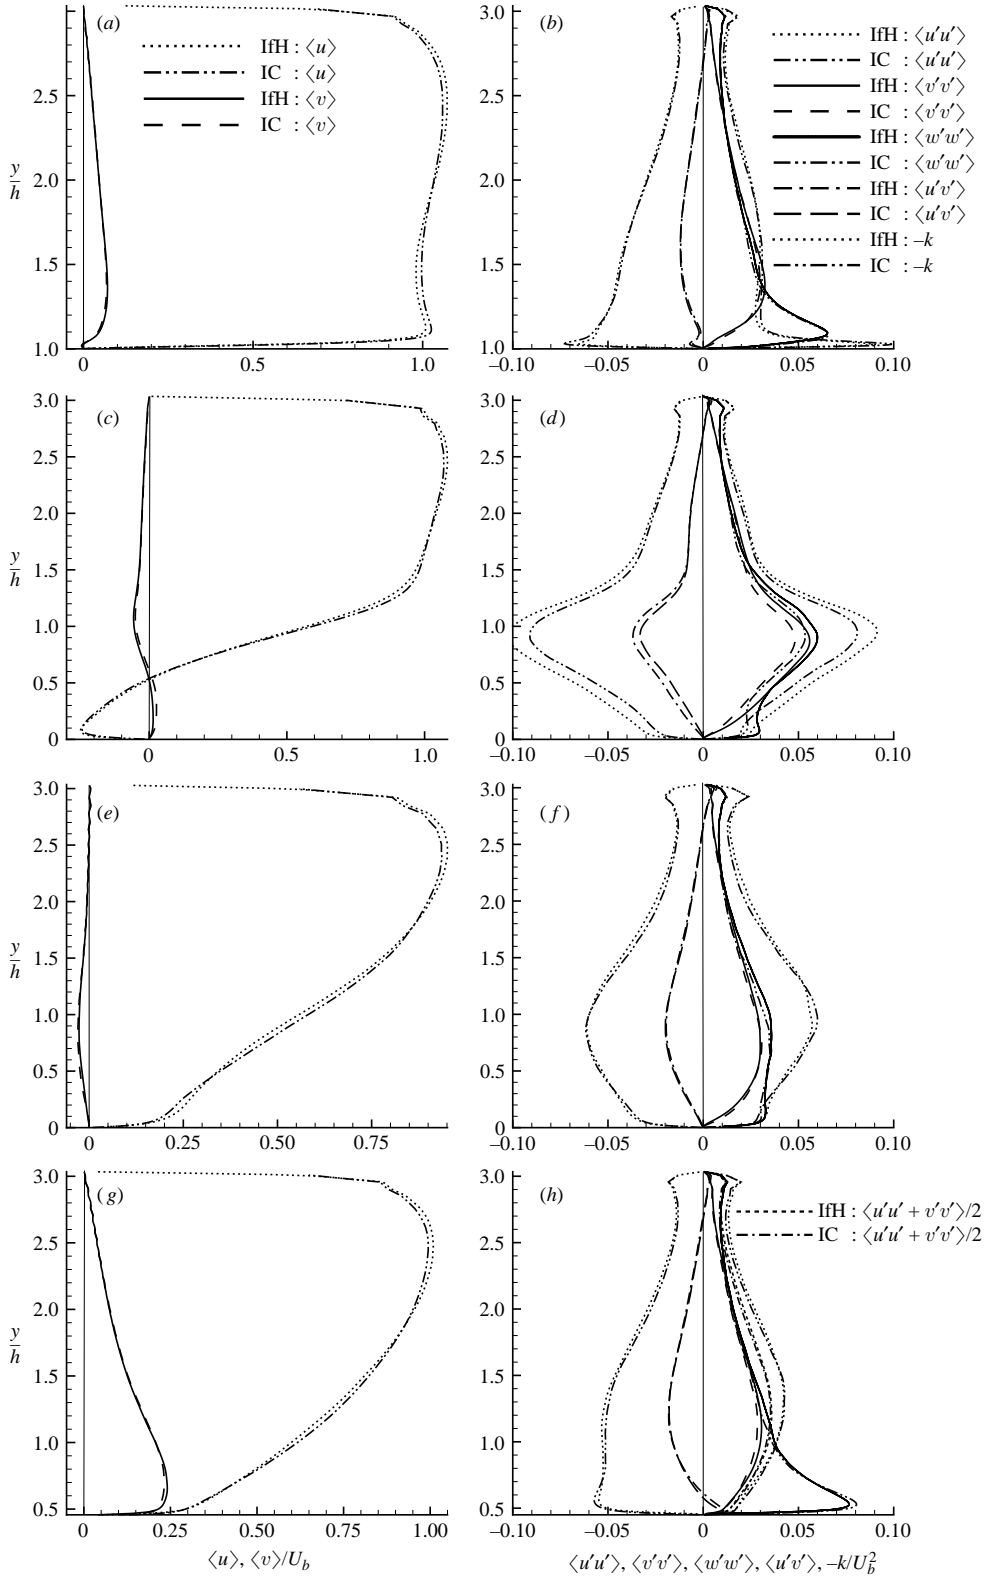 (a)
IfH : ⟨u⟩
IC : ⟨u⟩
IfH : ⟨v⟩
IC : ⟨v⟩
3.0
2.5
2.0
1.5
1.0
y/h
0
0.5
1.0
(b)
IfH : ⟨u′u′⟩
IC : ⟨u′u′⟩
IfH : ⟨v′v′⟩
IC : ⟨v′v′⟩
IfH : ⟨w′w′⟩
IC : ⟨w′w′⟩
IfH : ⟨u′v′⟩
IC : ⟨u′v′⟩
IfH : –k
IC : –k
3.0
2.5
2.0
1.5
1.0
–0.10
–0.05
0
0.05
0.10
(c)
3.0
2.5
2.0
1.5
1.0
0.5
0
y/h
0
0.5
1.0
(d)
3.0
2.5
2.0
1.5
1.0
0.5
0
–0.10
–0.05
0
0.05
0.10
(e)
3.0
2.5
2.0
1.5
1.0
0.5
0
y/h
0
0.25
0.75
(f)
3.0
2.5
2.0
1.5
1.0
0.5
0
–0.10
–0.05
0
0.05
0.10
(g)
3.0
2.5
2.0
1.5
1.0
0.5
y/h
0
0.25
0.50
0.75
1.00
⟨u⟩, ⟨v⟩/U_b
(h)
IfH : ⟨u′u′ + v′v′⟩/2
IC : ⟨u′u′ + v′v′⟩/2
3.0
2.5
2.0
1.5
1.0
0.5
–0.10
–0.05
0
0.05
0.10
⟨u′u′⟩, ⟨v′v′⟩, ⟨w′w′⟩, ⟨u′v′⟩, –k/U_b^2